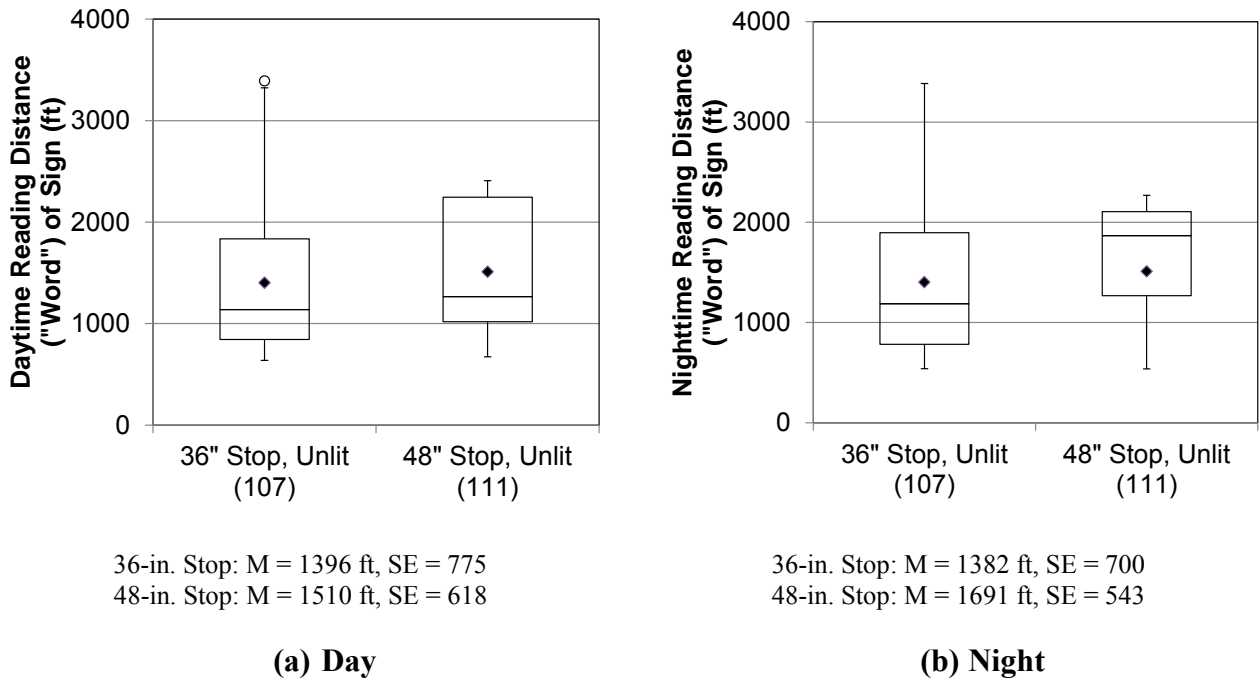 Daytime Reading Distance
("Word") of Sign (ft)
4000
3000
2000
1000
0
36" Stop, Unlit
(107)
48" Stop, Unlit
(111)
36-in. Stop: M = 1396 ft, SE = 775
48-in. Stop: M = 1510 ft, SE = 618
(a) Day
Nighttime Reading Distance
("Word") of Sign (ft)
4000
3000
2000
1000
0
36" Stop, Unlit
(107)
48" Stop, Unlit
(111)
36-in. Stop: M = 1382 ft, SE = 700
48-in. Stop: M = 1691 ft, SE = 543
(b) Night